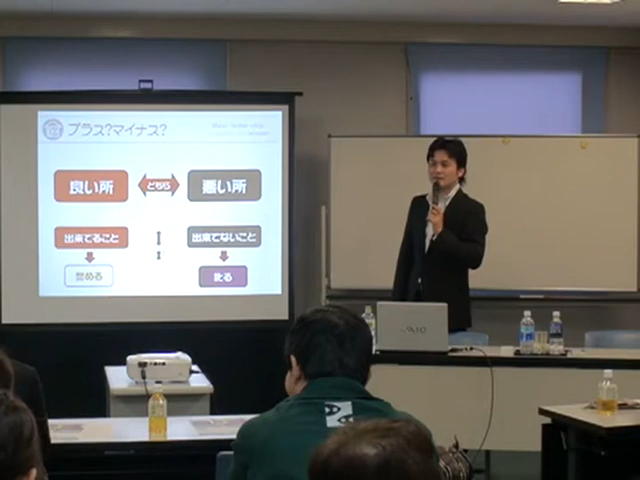 プラス?マイナス?
良い所
どちら
悪い所
出来てること
出来てないこと
誉める
叱る
VAIO